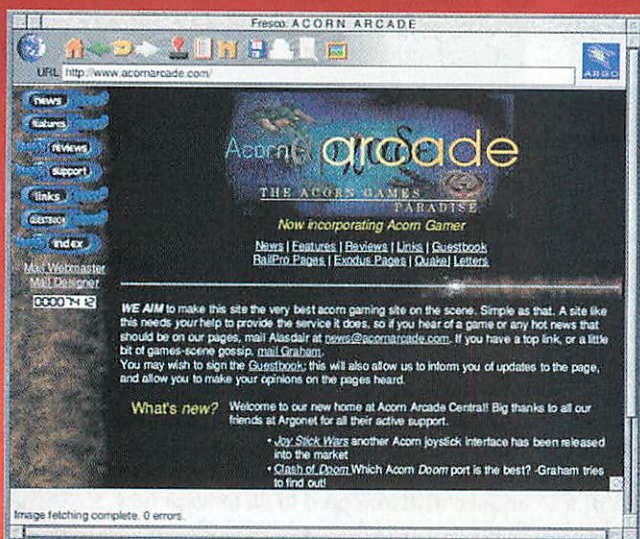 Fresco: ACORN ARCADE
URL http://www.acornarcade.com/
ARGO
news
features
reviews
support
links
GUESTBOOK
index
Mail Webmaster
Mail Designer
00007412
Acorn arcade
THE ACORN GAMES
PARADISE
Now incorporating Acorn Gamer
News | Features | Reviews | Links | Guestbook
RailPro Pages | Exodus Pages | Quake| Letters
WE AIM to make this site the very best acorn gaming site on the scene. Simple as that. A site like
this needs your help to provide the service it does, so if you hear of a game or any hot news that
should be on our pages, mail Alasdair at news@acornarcade.com. If you have a top link, or a little
bit of games-scene gossip, mail Graham.
You may wish to sign the Guestbook; this will also allow us to inform you of updates to the page,
and allow you to make your opinions on the pages heard.
What's new?
Welcome to our new home at Acorn Arcade Central! Big thanks to all our
friends at Argonet for all their active support.
• Joy Stick Wars another Acorn joystick interface has been released
into the market
• Clash of Doom Which Acorn Doom port is the best? -Graham tries
to find out!
Image fetching complete. 0 errors.